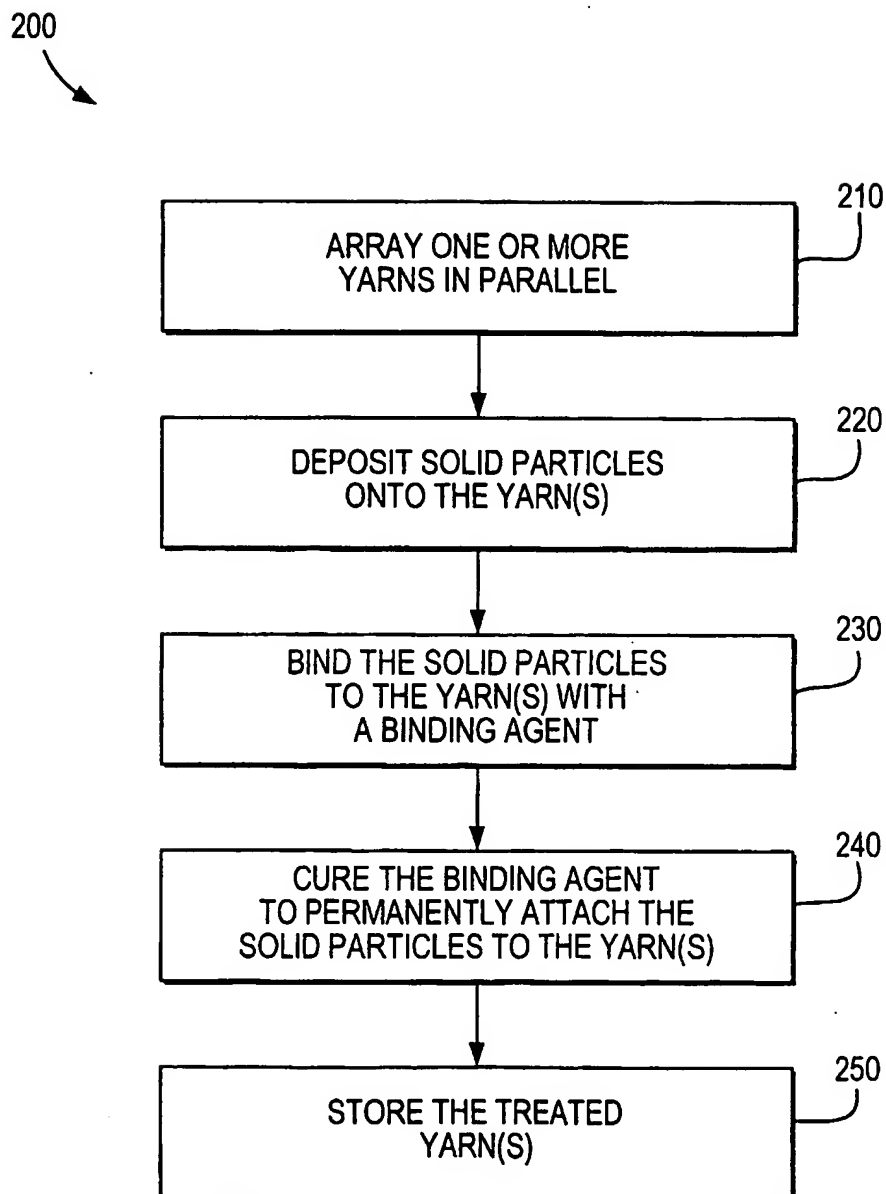 200
210
ARRAY ONE OR MORE
YARNS IN PARALLEL
220
DEPOSIT SOLID PARTICLES
ONTO THE YARN(S)
230
BIND THE SOLID PARTICLES
TO THE YARN(S) WITH
A BINDING AGENT
240
CURE THE BINDING AGENT
TO PERMANENTLY ATTACH THE
SOLID PARTICLES TO THE YARN(S)
250
STORE THE TREATED
YARN(S)